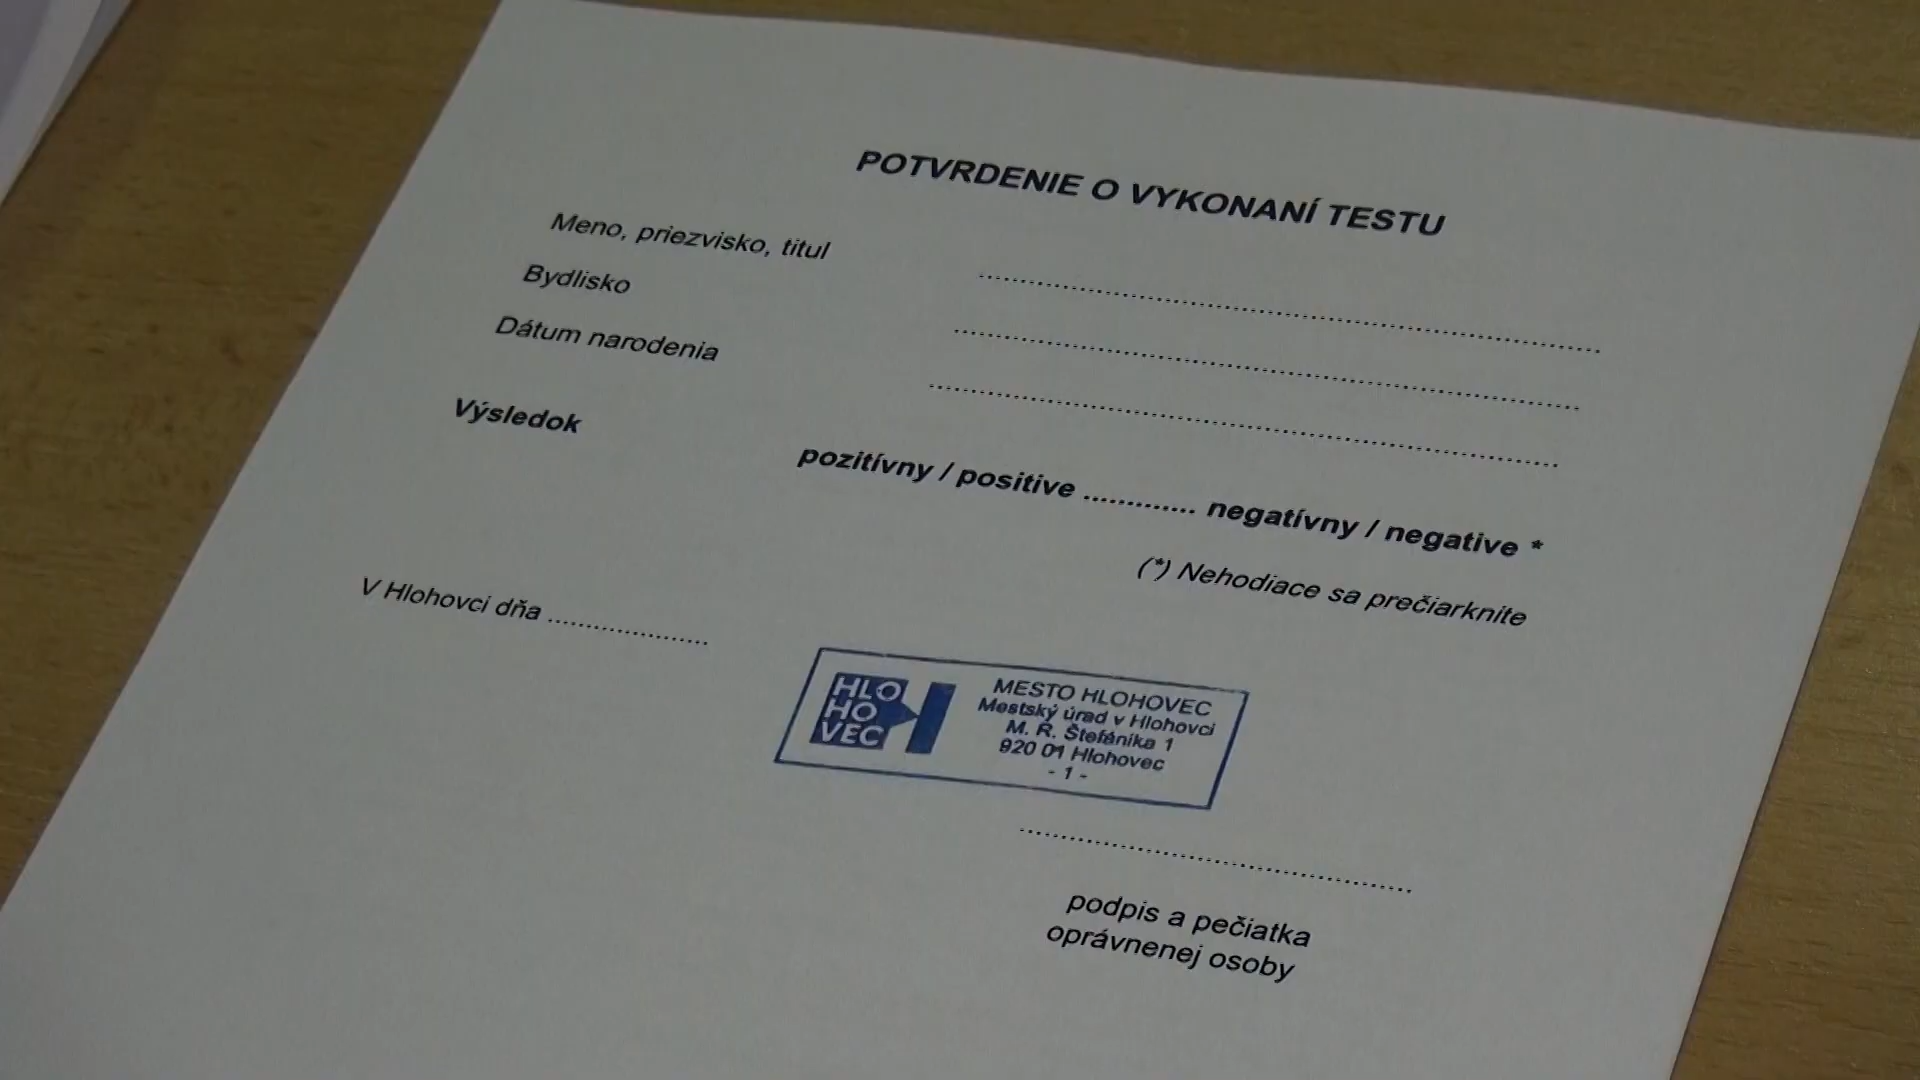 POTVRDENIE O VYKONANÍ TESTU
Meno, priezvisko, titul ........................................
Bydlisko ........................................
Dátum narodenia ........................................
Výsledok
pozitívny / positive ............. negatívny / negative *
(*) Nehodiace sa prečiarknite
V Hlohovci dňa ......................
HLO
HO
VEC
MESTO HLOHOVEC
Mestský úrad v Hlohovci
M. R. Štefánika 1
920 01 Hlohovec
- 1 -
........................................
podpis a pečiatka
oprávnenej osoby